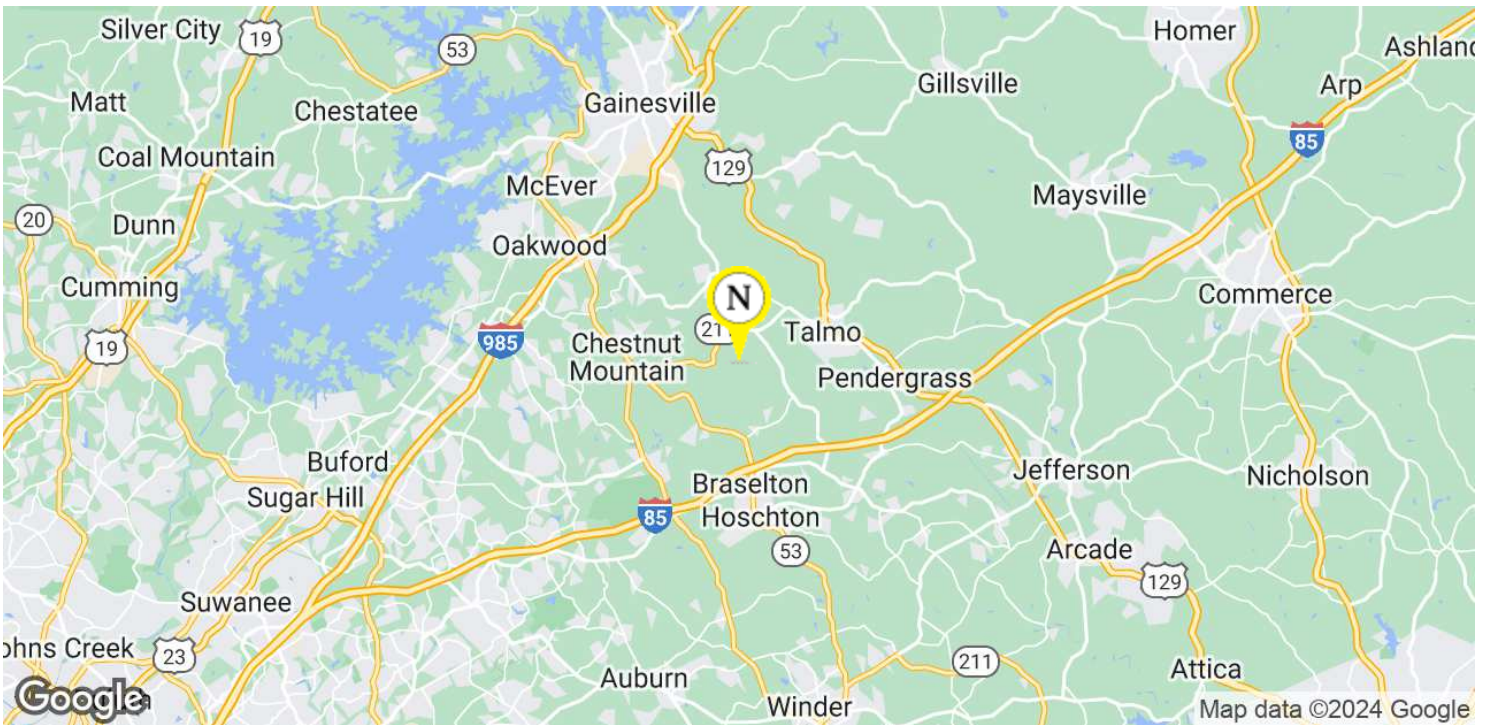 Silver City
19
53
Homer
Ashland
Matt
Chestatee
Gainesville
Gillsville
Arp
85
Coal Mountain
129
McEver
Maysville
20
Dunn
Oakwood
Cumming
N
Commerce
19
985
Chestnut
Mountain
211
Talmo
Pendergrass
Buford
Sugar Hill
Braselton
Hoschton
Jefferson
Nicholson
85
53
Arcade
129
Suwanee
ohns Creek
23
211
Auburn
Attica
Winder
Google
Map data ©2024 Google